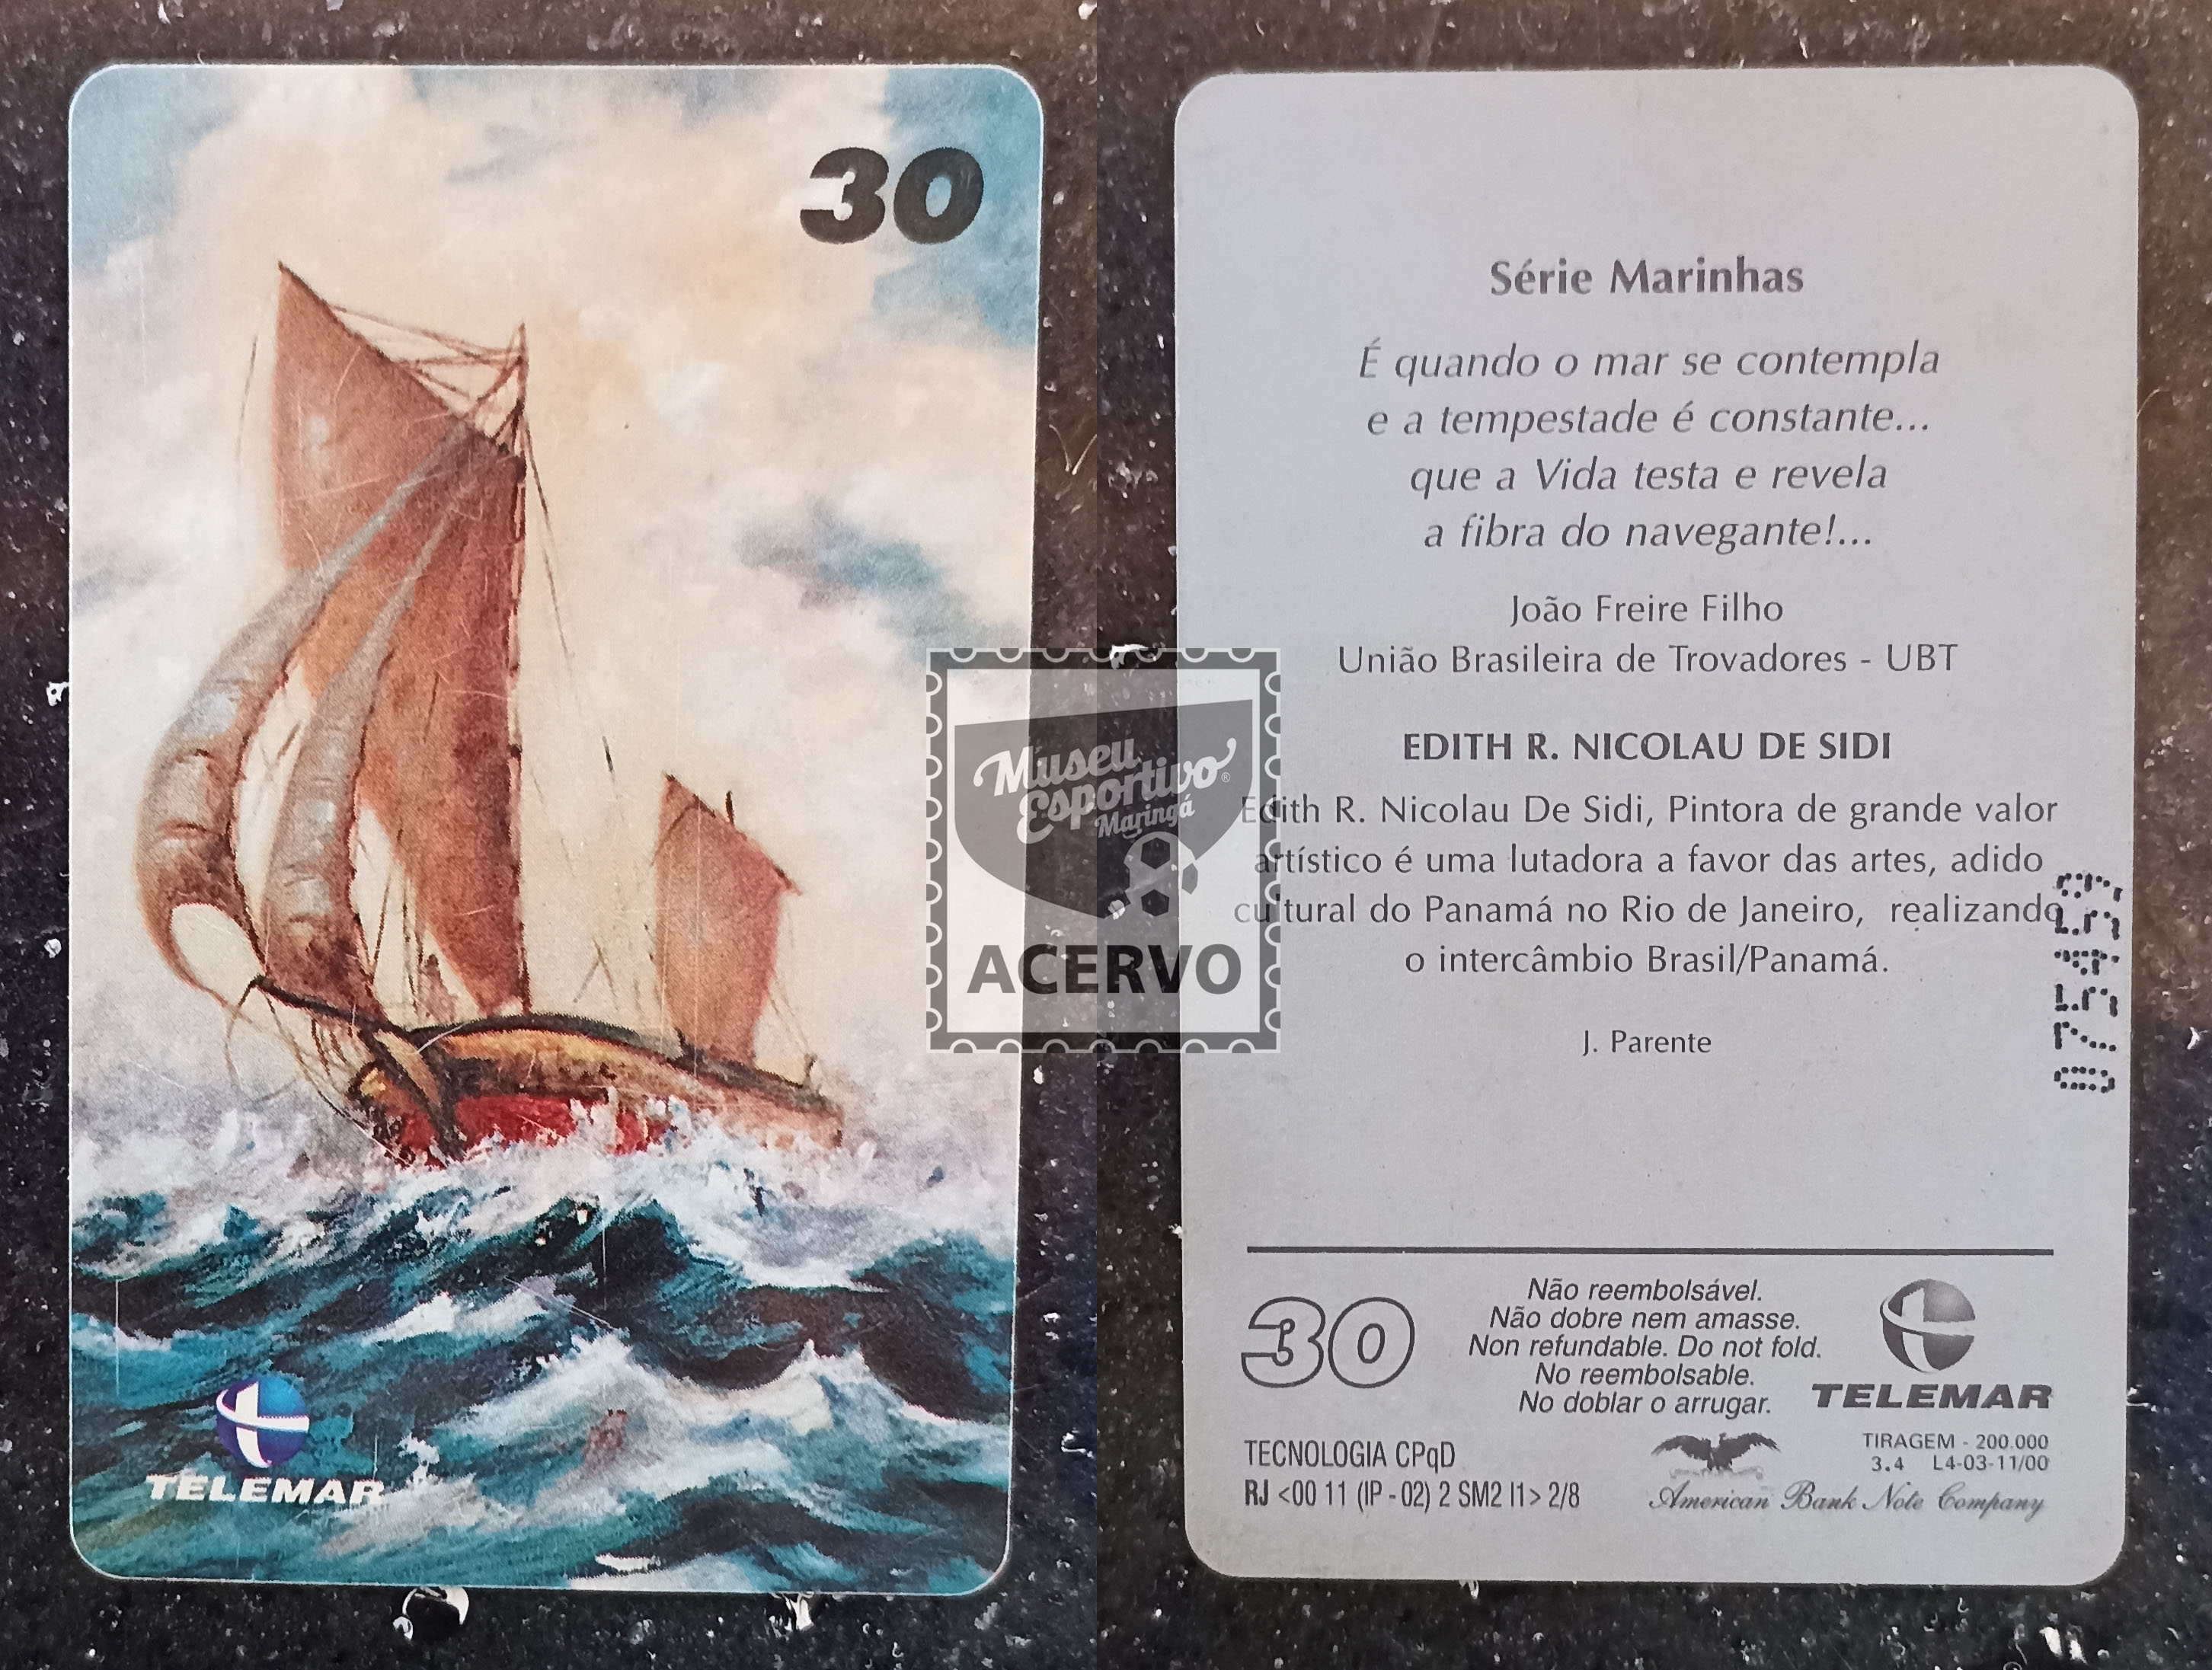 30
TELEMAR
Série Marinhas
É quando o mar se contempla
e a tempestade é constante...
que a Vida testa e revela
a fibra do navegante!...
João Freire Filho
União Brasileira de Trovadores - UBT
EDITH R. NICOLAU DE SIDI
Edith R. Nicolau De Sidi, Pintora de grande valor
artístico é uma lutadora a favor das artes, adido
cultural do Panamá no Rio de Janeiro, realizando
o intercâmbio Brasil/Panamá.
J. Parente
30
Não reembolsável.
Não dobre nem amasse.
Non refundable. Do not fold.
No reembolsable.
No doblar o arrugar.
TELEMAR
TECNOLOGIA CPqD
RJ <00 11 (IP - 02) 2 SM2 I1> 2/8
TIRAGEM - 200.000
3.4 L4-03-11/00
American Bank Note Company
Museu
Esportivo®
Maringá
ACERVO